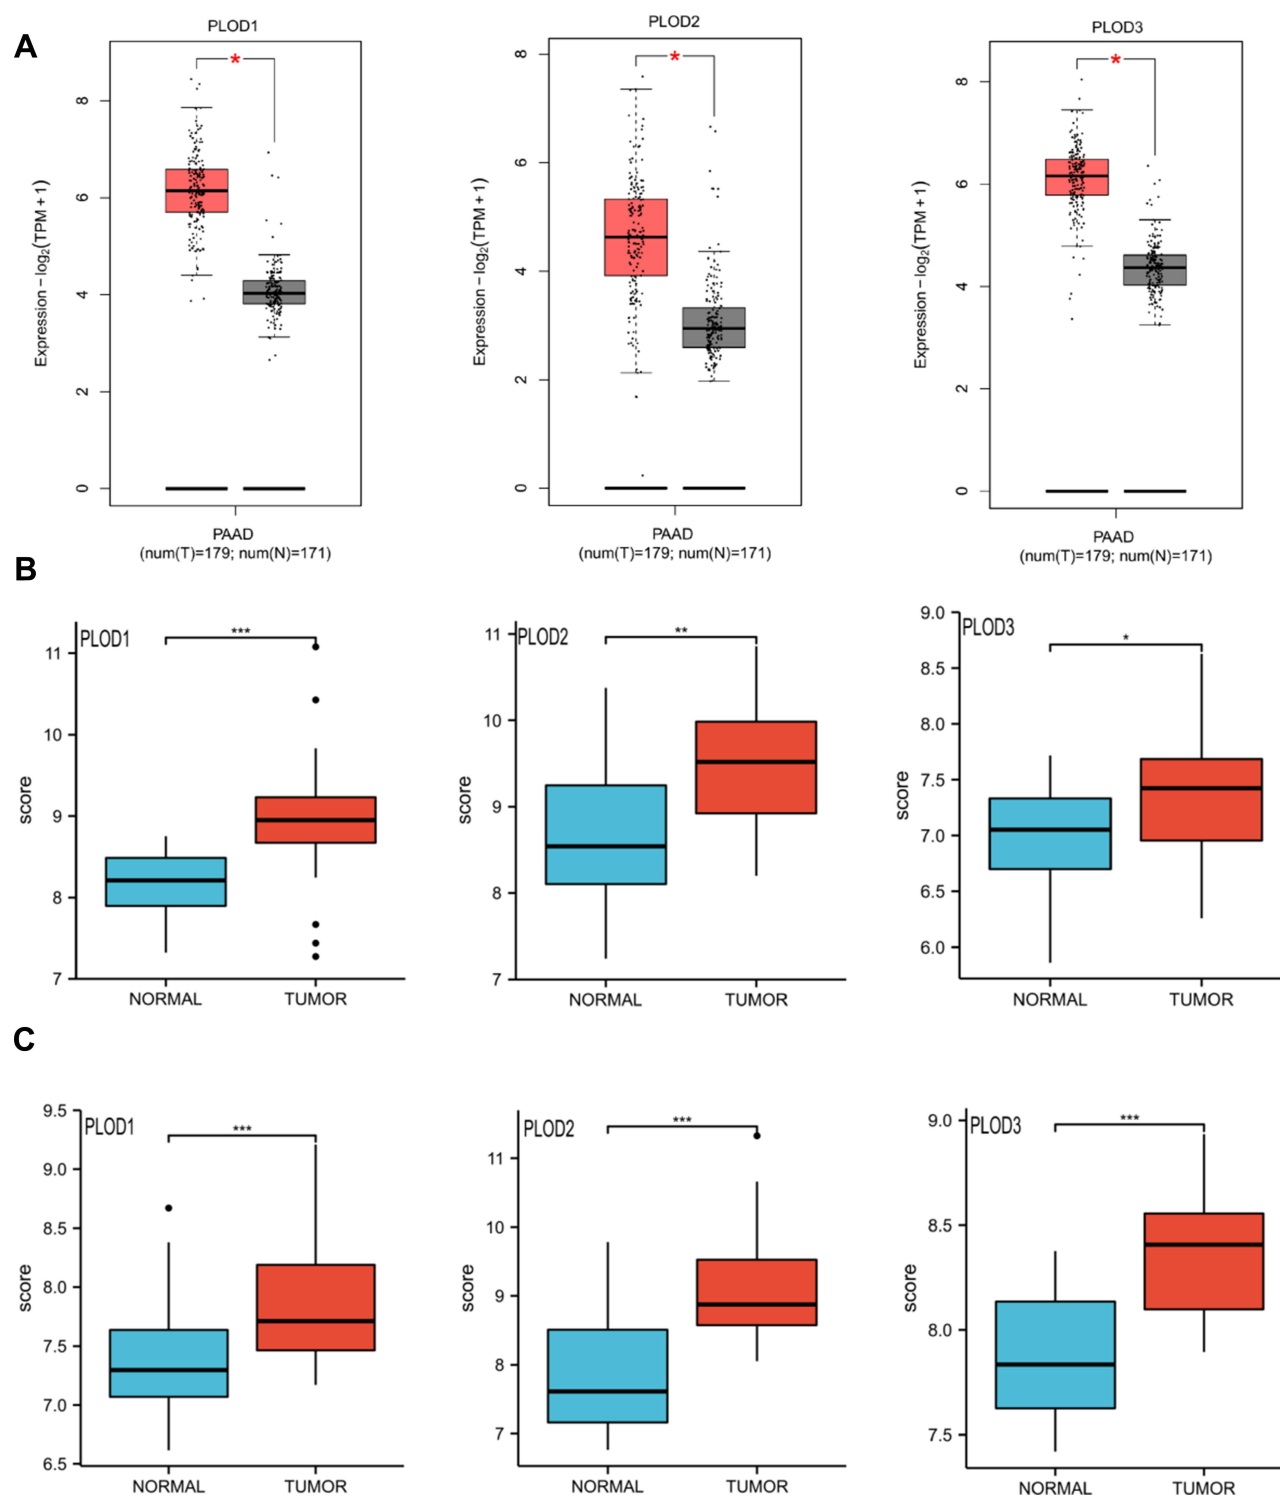 A
PLOD1
*
Expression – log2(TPM + 1)
8
6
4
2
0
PAAD
(num(T)=179; num(N)=171)
PLOD2
*
Expression – log2(TPM + 1)
8
6
4
2
0
PAAD
(num(T)=179; num(N)=171)
PLOD3
*
Expression – log2(TPM + 1)
8
6
4
2
0
PAAD
(num(T)=179; num(N)=171)
B
PLOD1
***
score
11
10
9
8
7
NORMAL TUMOR
PLOD2
**
score
11
10
9
8
7
NORMAL TUMOR
PLOD3
*
score
9.0
8.5
8.0
7.5
7.0
6.5
6.0
NORMAL TUMOR
C
PLOD1
***
score
9.5
9.0
8.5
8.0
7.5
7.0
6.5
NORMAL TUMOR
PLOD2
***
score
11
10
9
8
7
NORMAL TUMOR
PLOD3
***
score
9.0
8.5
8.0
7.5
NORMAL TUMOR